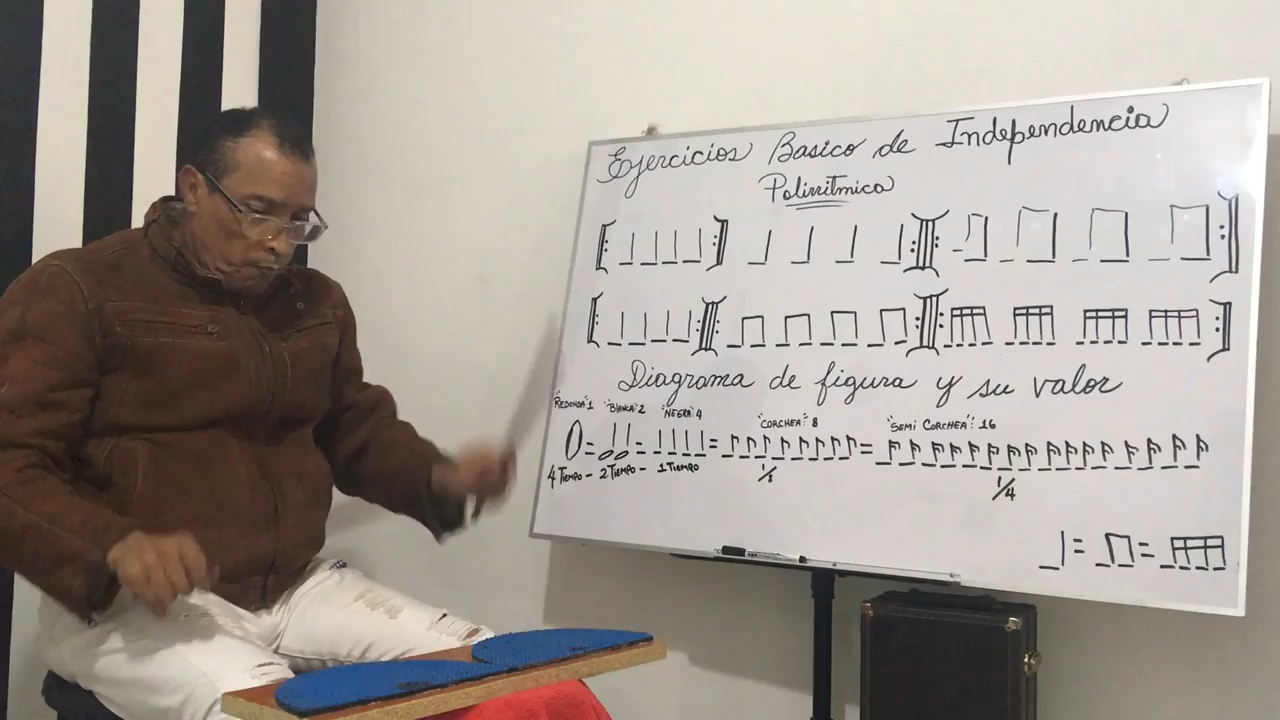 Ejercicios Basico de Independencia
Polirritmica
Diagrama de figura y su valor
"REDONDA" 1 "BLANCA" 2 "NEGRA" 4 "CORCHEA": 8 "SEMI CORCHEA": 16
4 TIEMPO - 2 TIEMPO - 1 TIEMPO 1/2 1/4